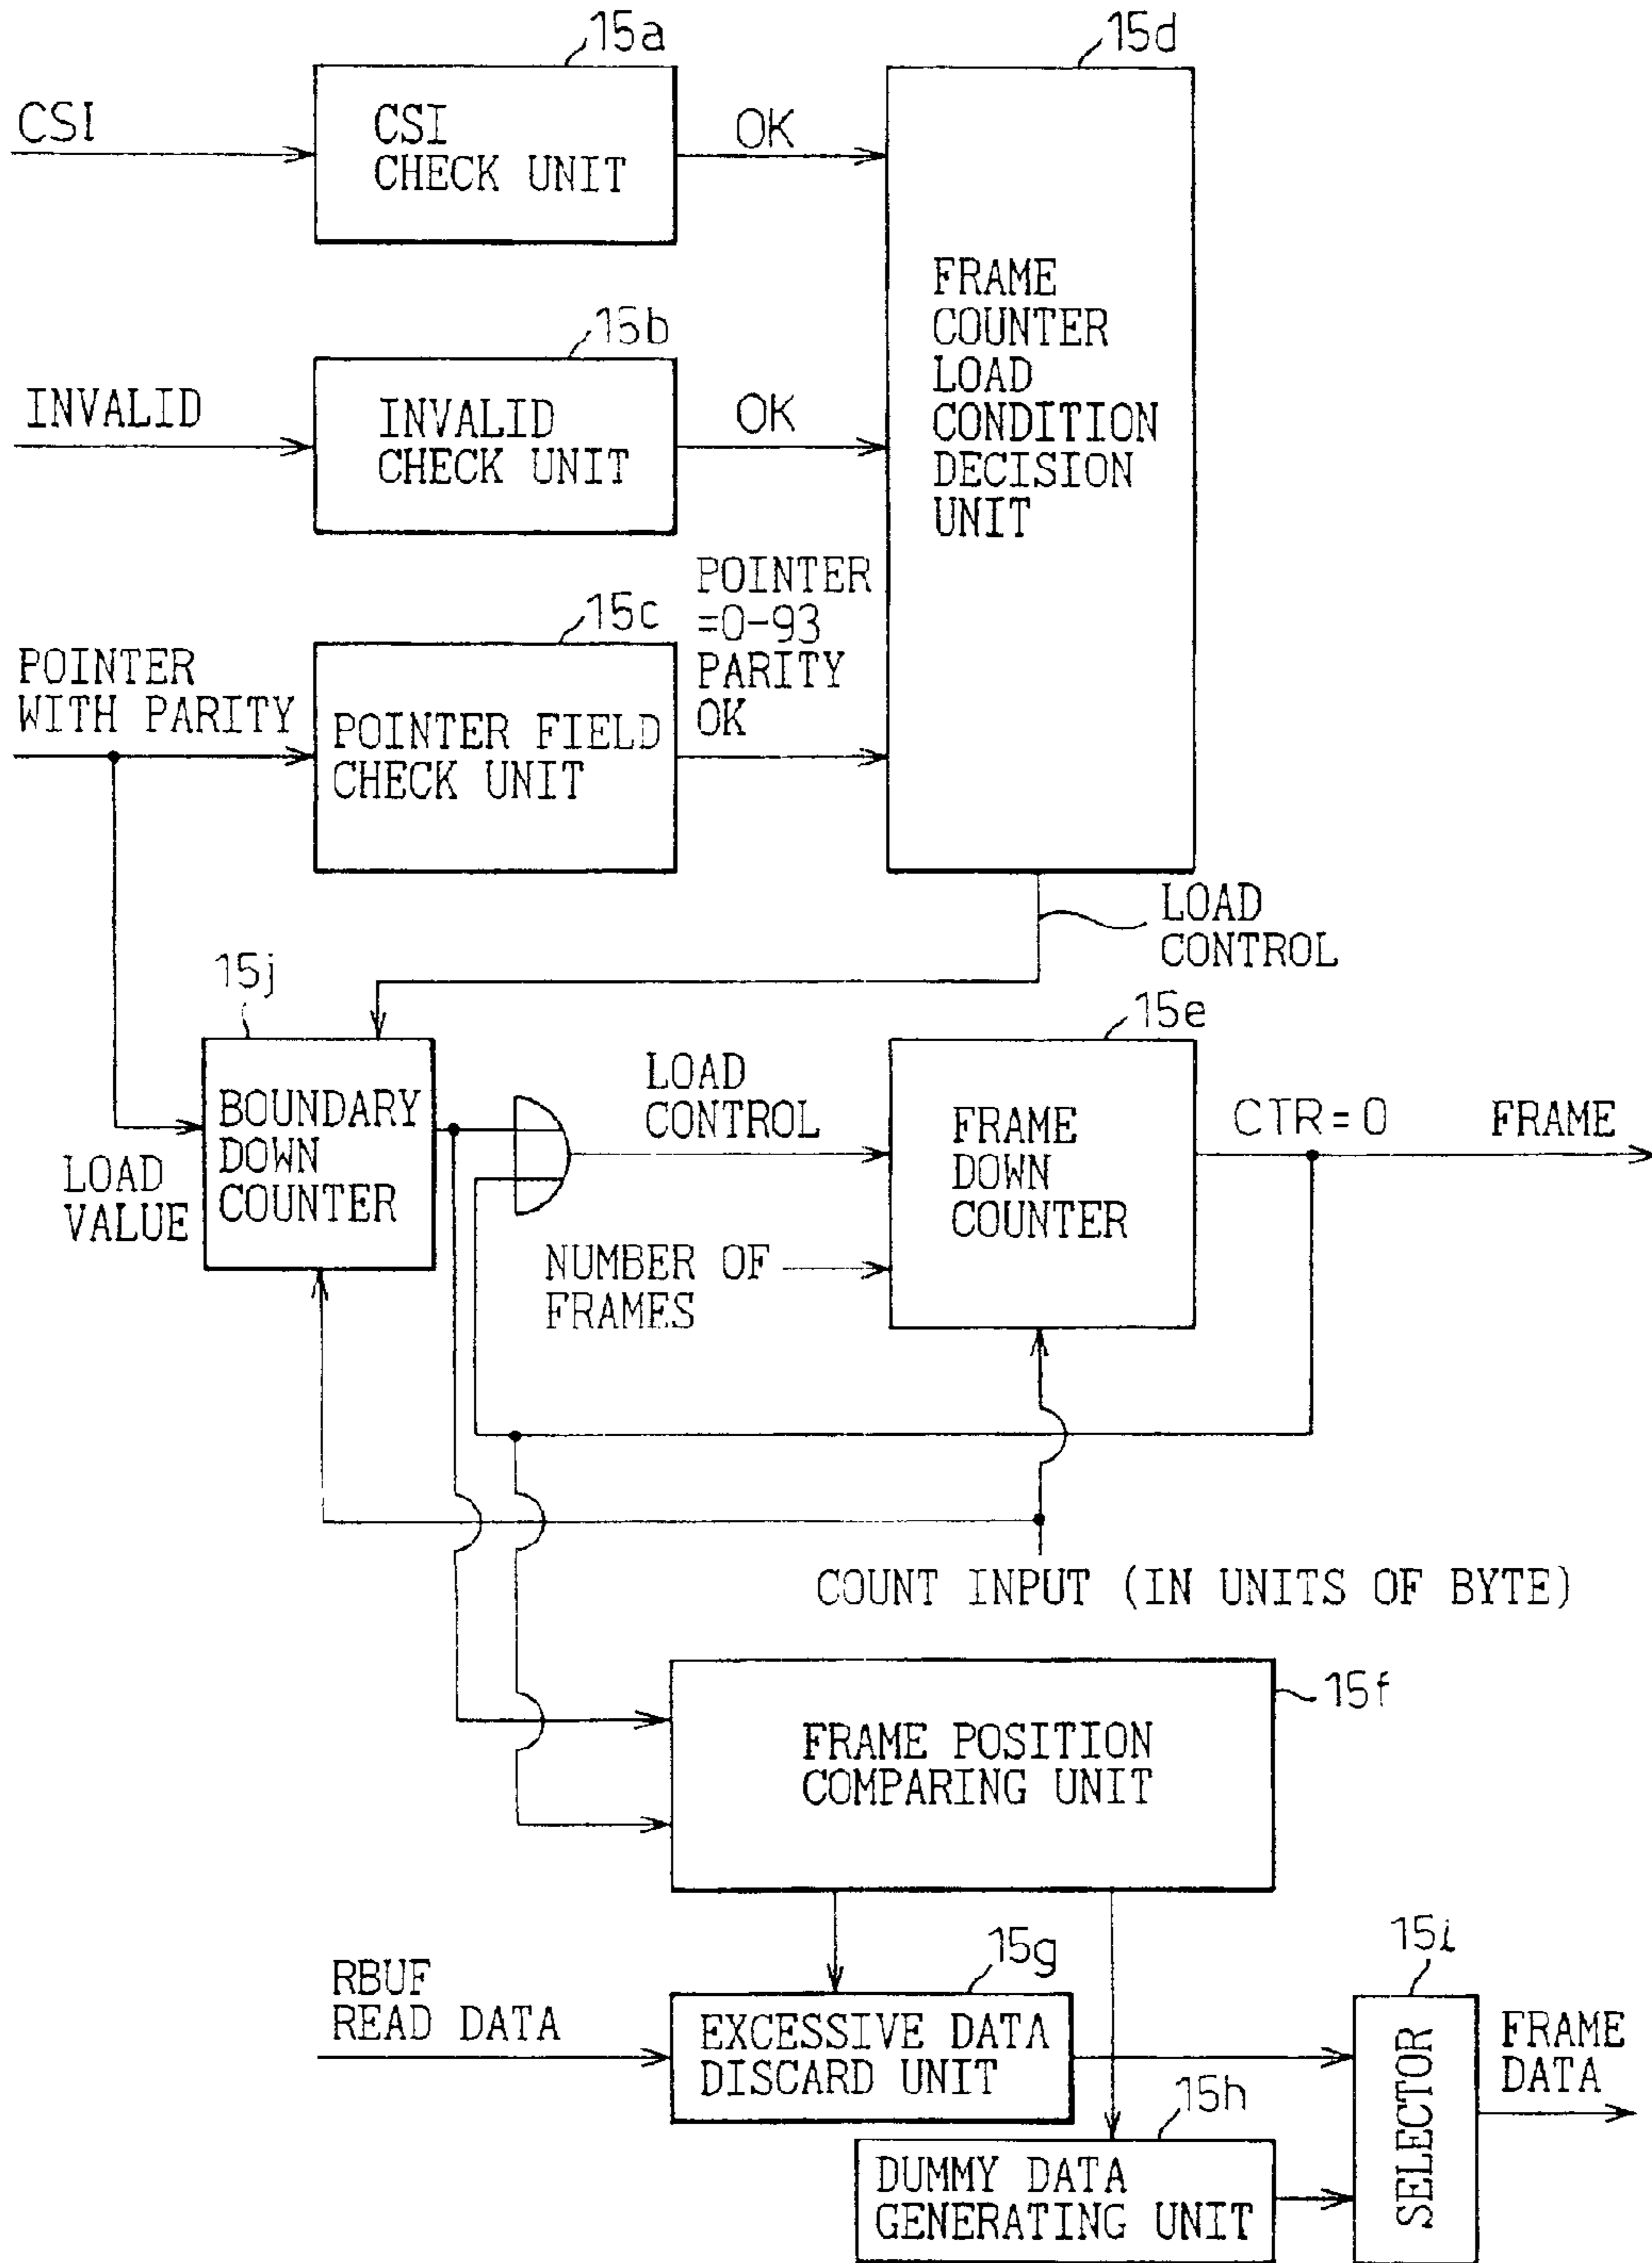 15a
15d
CSI
CSI
CHECK UNIT
OK
FRAME
COUNTER
LOAD
CONDITION
DECISION
UNIT
15b
INVALID
INVALID
CHECK UNIT
OK
15c
POINTER
WITH PARITY
POINTER FIELD
CHECK UNIT
POINTER
=0-93
PARITY
OK
LOAD
CONTROL
15j
15e
BOUNDARY
DOWN
COUNTER
LOAD
VALUE
LOAD
CONTROL
FRAME
DOWN
COUNTER
CTR=0
FRAME
NUMBER OF
FRAMES
COUNT INPUT (IN UNITS OF BYTE)
15f
FRAME POSITION
COMPARING UNIT
15g
15i
RBUF
READ DATA
EXCESSIVE DATA
DISCARD UNIT
SELECTOR
FRAME
DATA
15h
DUMMY DATA
GENERATING UNIT